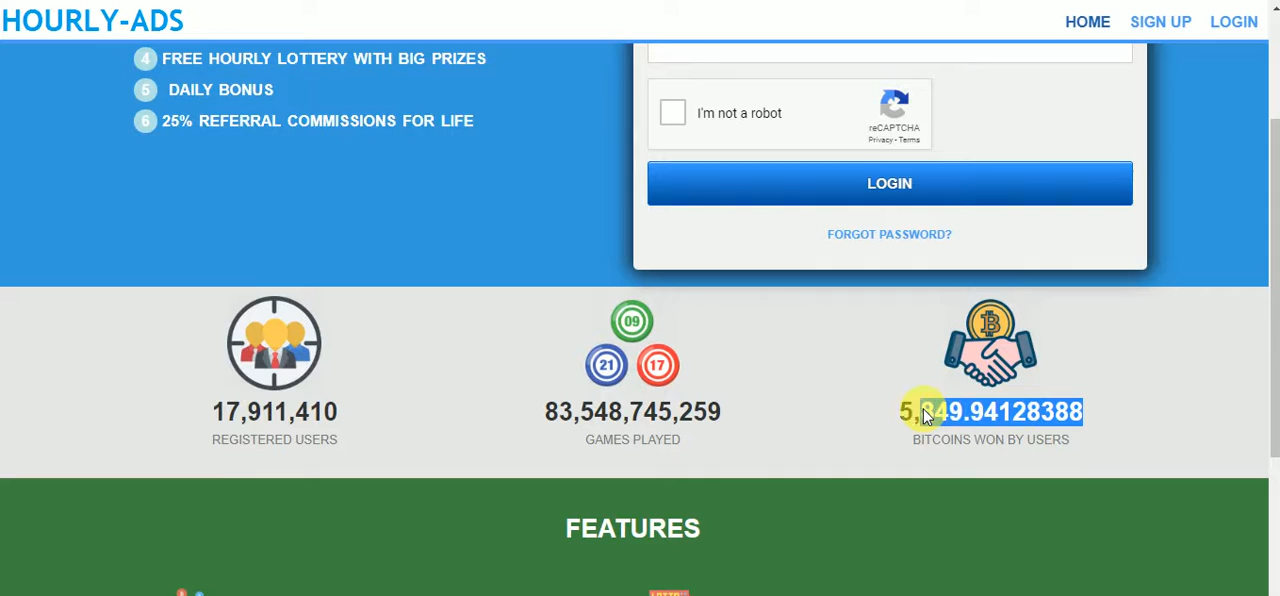 HOURLY-ADS
HOME SIGN UP LOGIN
4 FREE HOURLY LOTTERY WITH BIG PRIZES
5 DAILY BONUS
6 25% REFERRAL COMMISSIONS FOR LIFE
I'm not a robot
reCAPTCHA
Privacy - Terms
LOGIN
FORGOT PASSWORD?
09
21 17
17,911,410
REGISTERED USERS
83,548,745,259
GAMES PLAYED
5,849.94128388
BITCOINS WON BY USERS
FEATURES